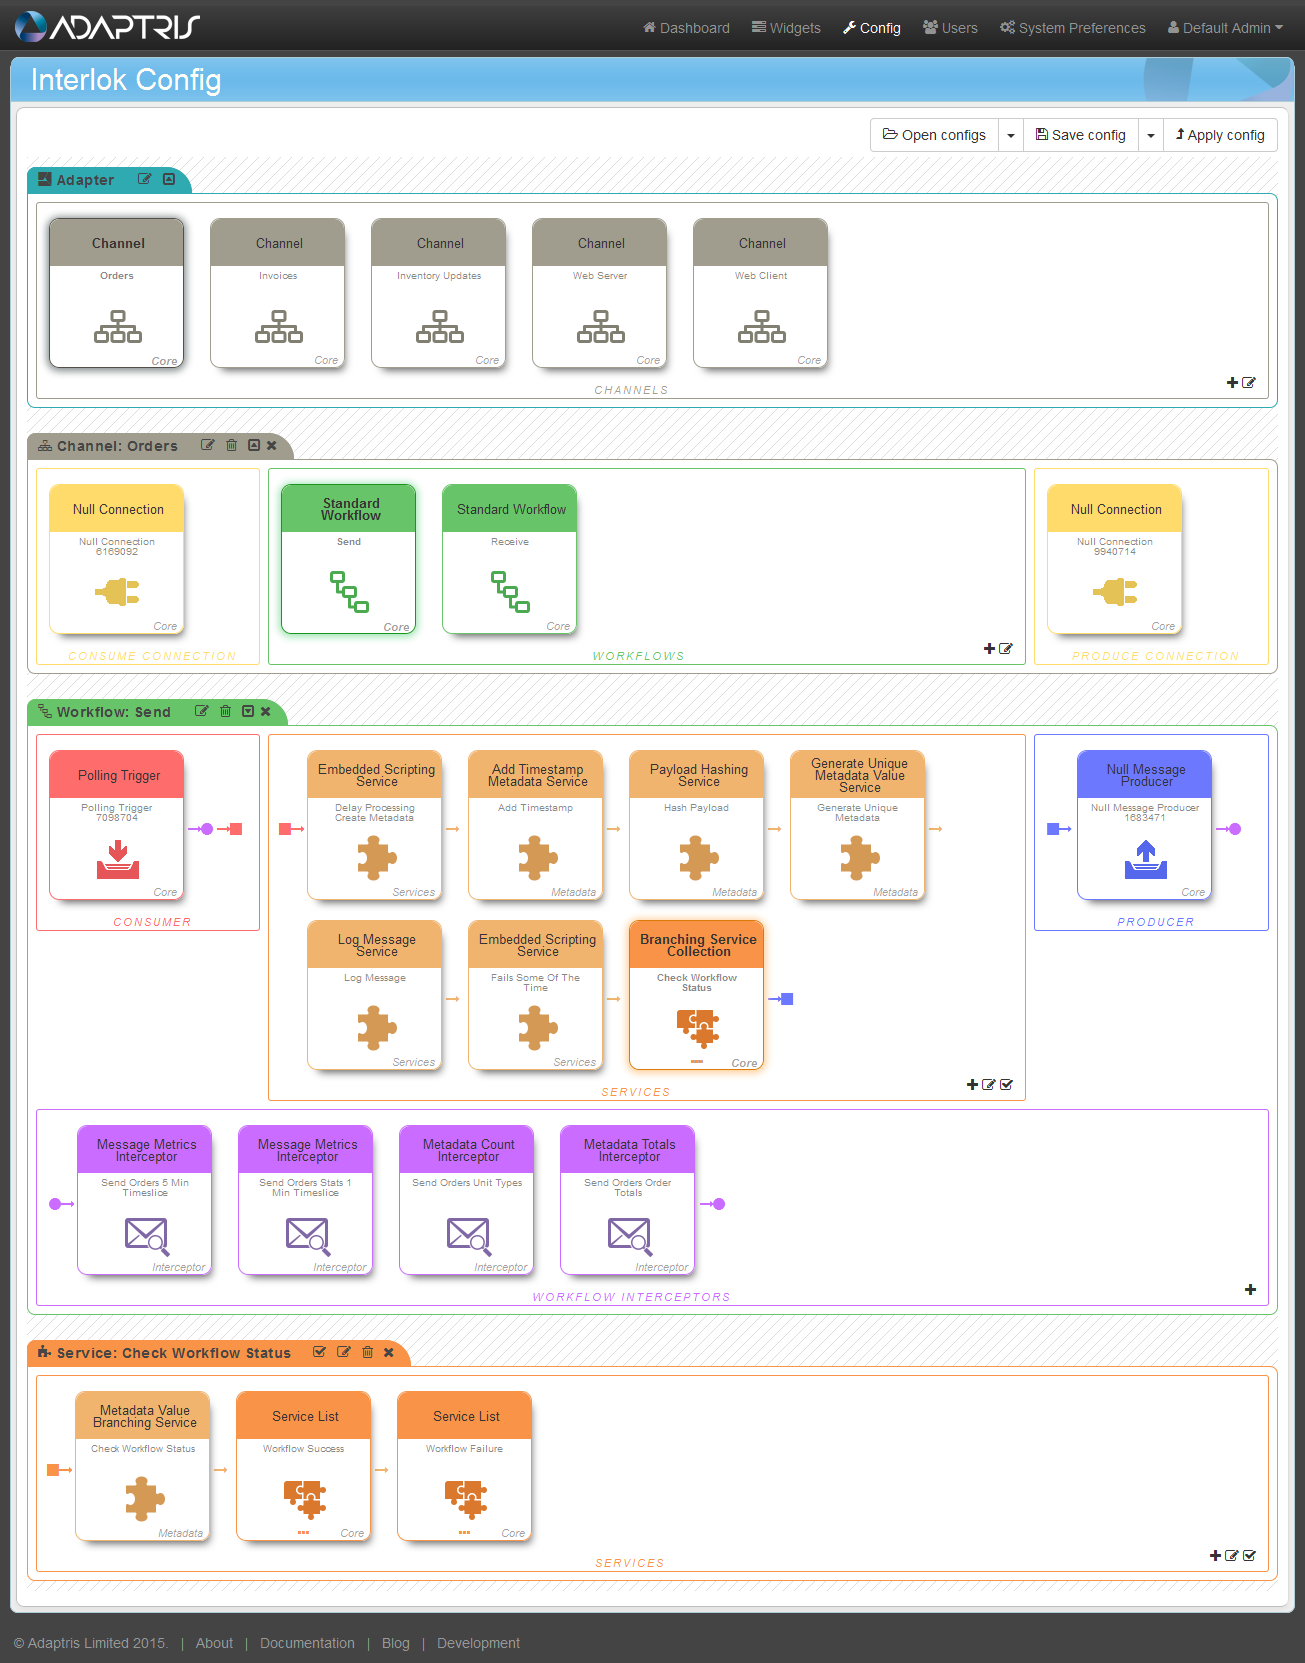 ADAPTRIS
Dashboard Widgets Config Users System Preferences Default Admin
Interlok Config
Open configs Save config Apply config
Adapter
Channel Channel Channel Channel Channel
Orders Invoices Inventory Updates Web Server Web Client
Core Core Core Core Core
CHANNELS
Channel: Orders
Null Connection
Null Connection
6169092
Core
CONSUME CONNECTION
Standard
Workflow
Send
Core
Standard Workflow
Receive
Core
WORKFLOWS
Null Connection
Null Connection
9940714
Core
PRODUCE CONNECTION
Workflow: Send
Polling Trigger
Polling Trigger
7098704
Core
CONSUMER
Embedded Scripting
Service
Delay Processing
Create Metadata
Services
Add Timestamp
Metadata Service
Add Timestamp
Metadata
Payload Hashing
Service
Hash Payload
Metadata
Generate Unique
Metadata Value
Service
Generate Unique
Metadata
Metadata
Log Message
Service
Log Message
Services
Embedded Scripting
Service
Fails Some Of The
Time
Services
Branching Service
Collection
Check Workflow
Status
Core
SERVICES
Null Message
Producer
Null Message Producer
1683471
Core
PRODUCER
Message Metrics
Interceptor
Send Orders 5 Min
Timeslice
Interceptor
Message Metrics
Interceptor
Send Orders Stats 1
Min Timeslice
Interceptor
Metadata Count
Interceptor
Send Orders Unit Types
Interceptor
Metadata Totals
Interceptor
Send Orders Order
Totals
Interceptor
WORKFLOW INTERCEPTORS
Service: Check Workflow Status
Metadata Value
Branching Service
Check Workflow Status
Metadata
Service List
Workflow Success
Core
Service List
Workflow Failure
Core
SERVICES
© Adaptris Limited 2015. | About | Documentation | Blog | Development